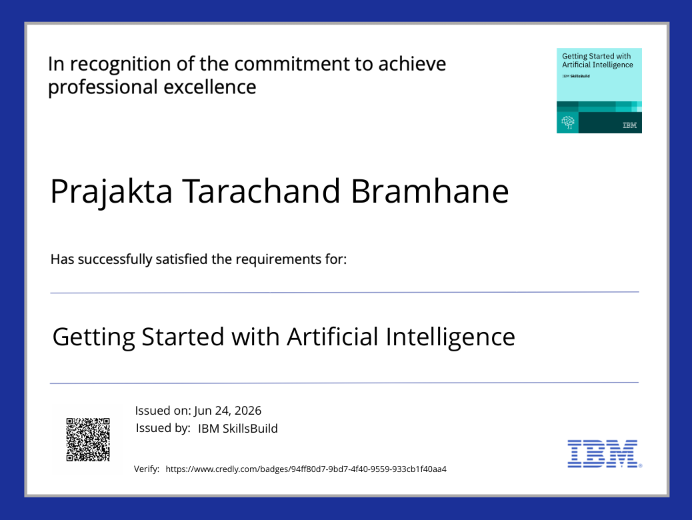 In recognition of the commitment to achieve
professional excellence
Getting Started with
Artificial Intelligence
IBM SkillsBuild
IBM
Prajakta Tarachand Bramhane
Has successfully satisfied the requirements for:
Getting Started with Artificial Intelligence
Issued on: Jun 24, 2026
Issued by: IBM SkillsBuild
Verify: https://www.credly.com/badges/94ff80d7-9bd7-4f40-9559-933cb1f40aa4
IBM